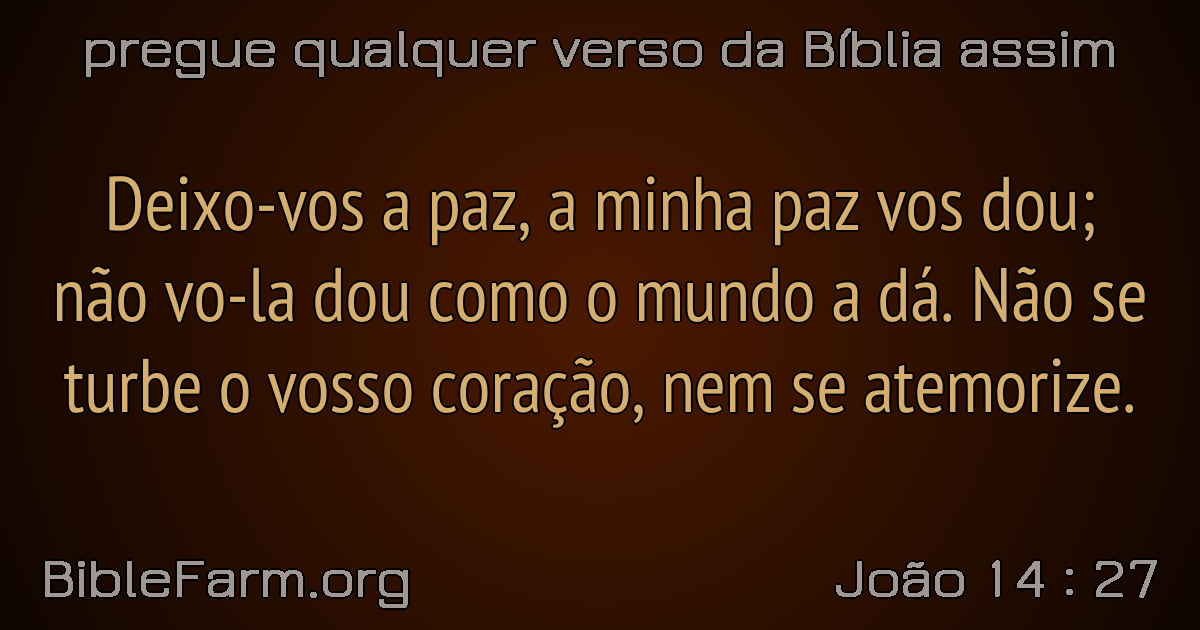 pregue qualquer verso da Bíblia assim
Deixo-vos a paz, a minha paz vos dou;
não vo-la dou como o mundo a dá. Não se
turbe o vosso coração, nem se atemorize.
BibleFarm.org
João 14 : 27